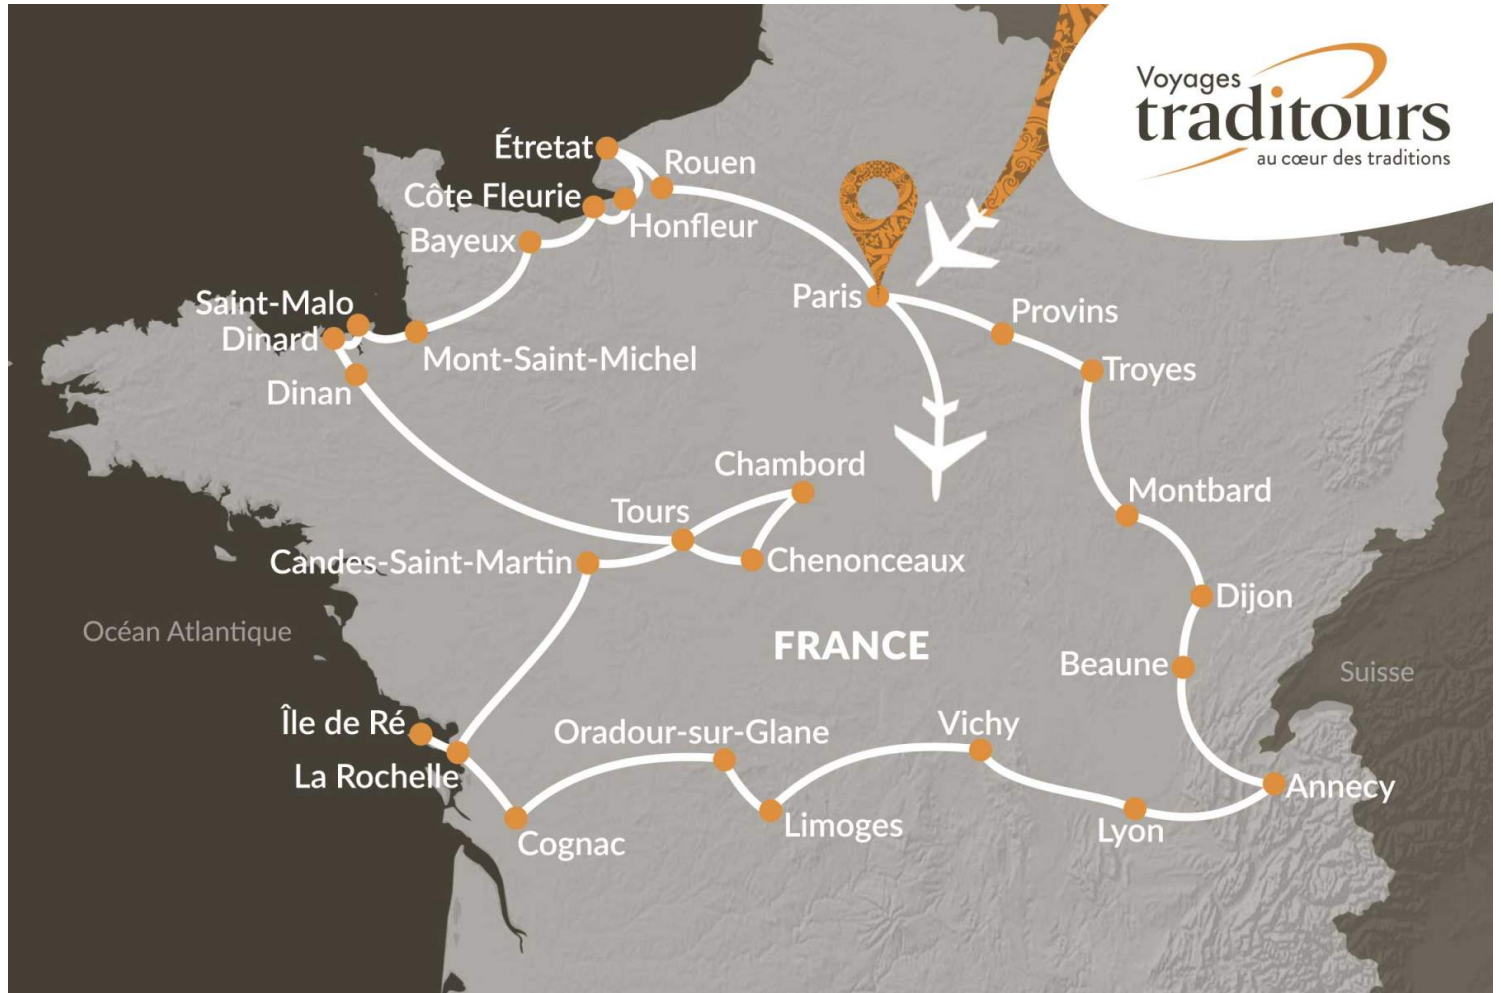 Voyages
traditours
au cœur des traditions
Étretat
Rouen
Côte Fleurie
Honfleur
Bayeux
Paris
Provins
Saint-Malo
Dinard
Mont-Saint-Michel
Troyes
Dinan
Chambord
Montbard
Tours
Candes-Saint-Martin
Chenonceaux
Dijon
Océan Atlantique
FRANCE
Beaune
Suisse
Île de Ré
Oradour-sur-Glane
Vichy
La Rochelle
Annecy
Limoges
Lyon
Cognac